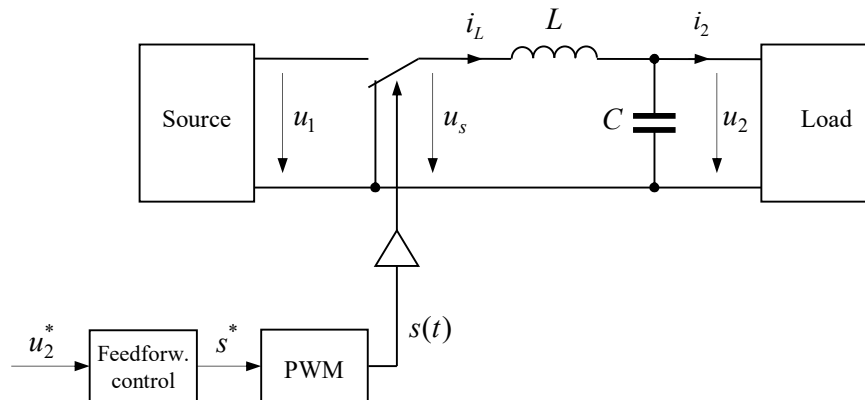 i_L
L
i_2
Source
u_1
u_s
C
u_2
Load
s(t)
u_2^*
Feedforw.
control
s^*
PWM